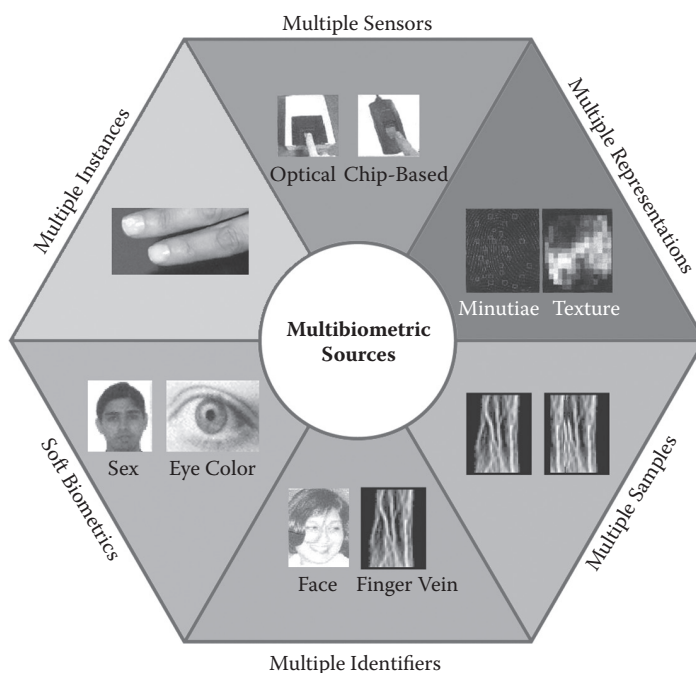 Multiple Sensors
Multiple Instances
Multiple Representations
Optical
Chip-Based
Minutiae
Texture
Multibiometric
Sources
Sex
Eye Color
Face
Finger Vein
Soft Biometrics
Multiple Samples
Multiple Identifiers